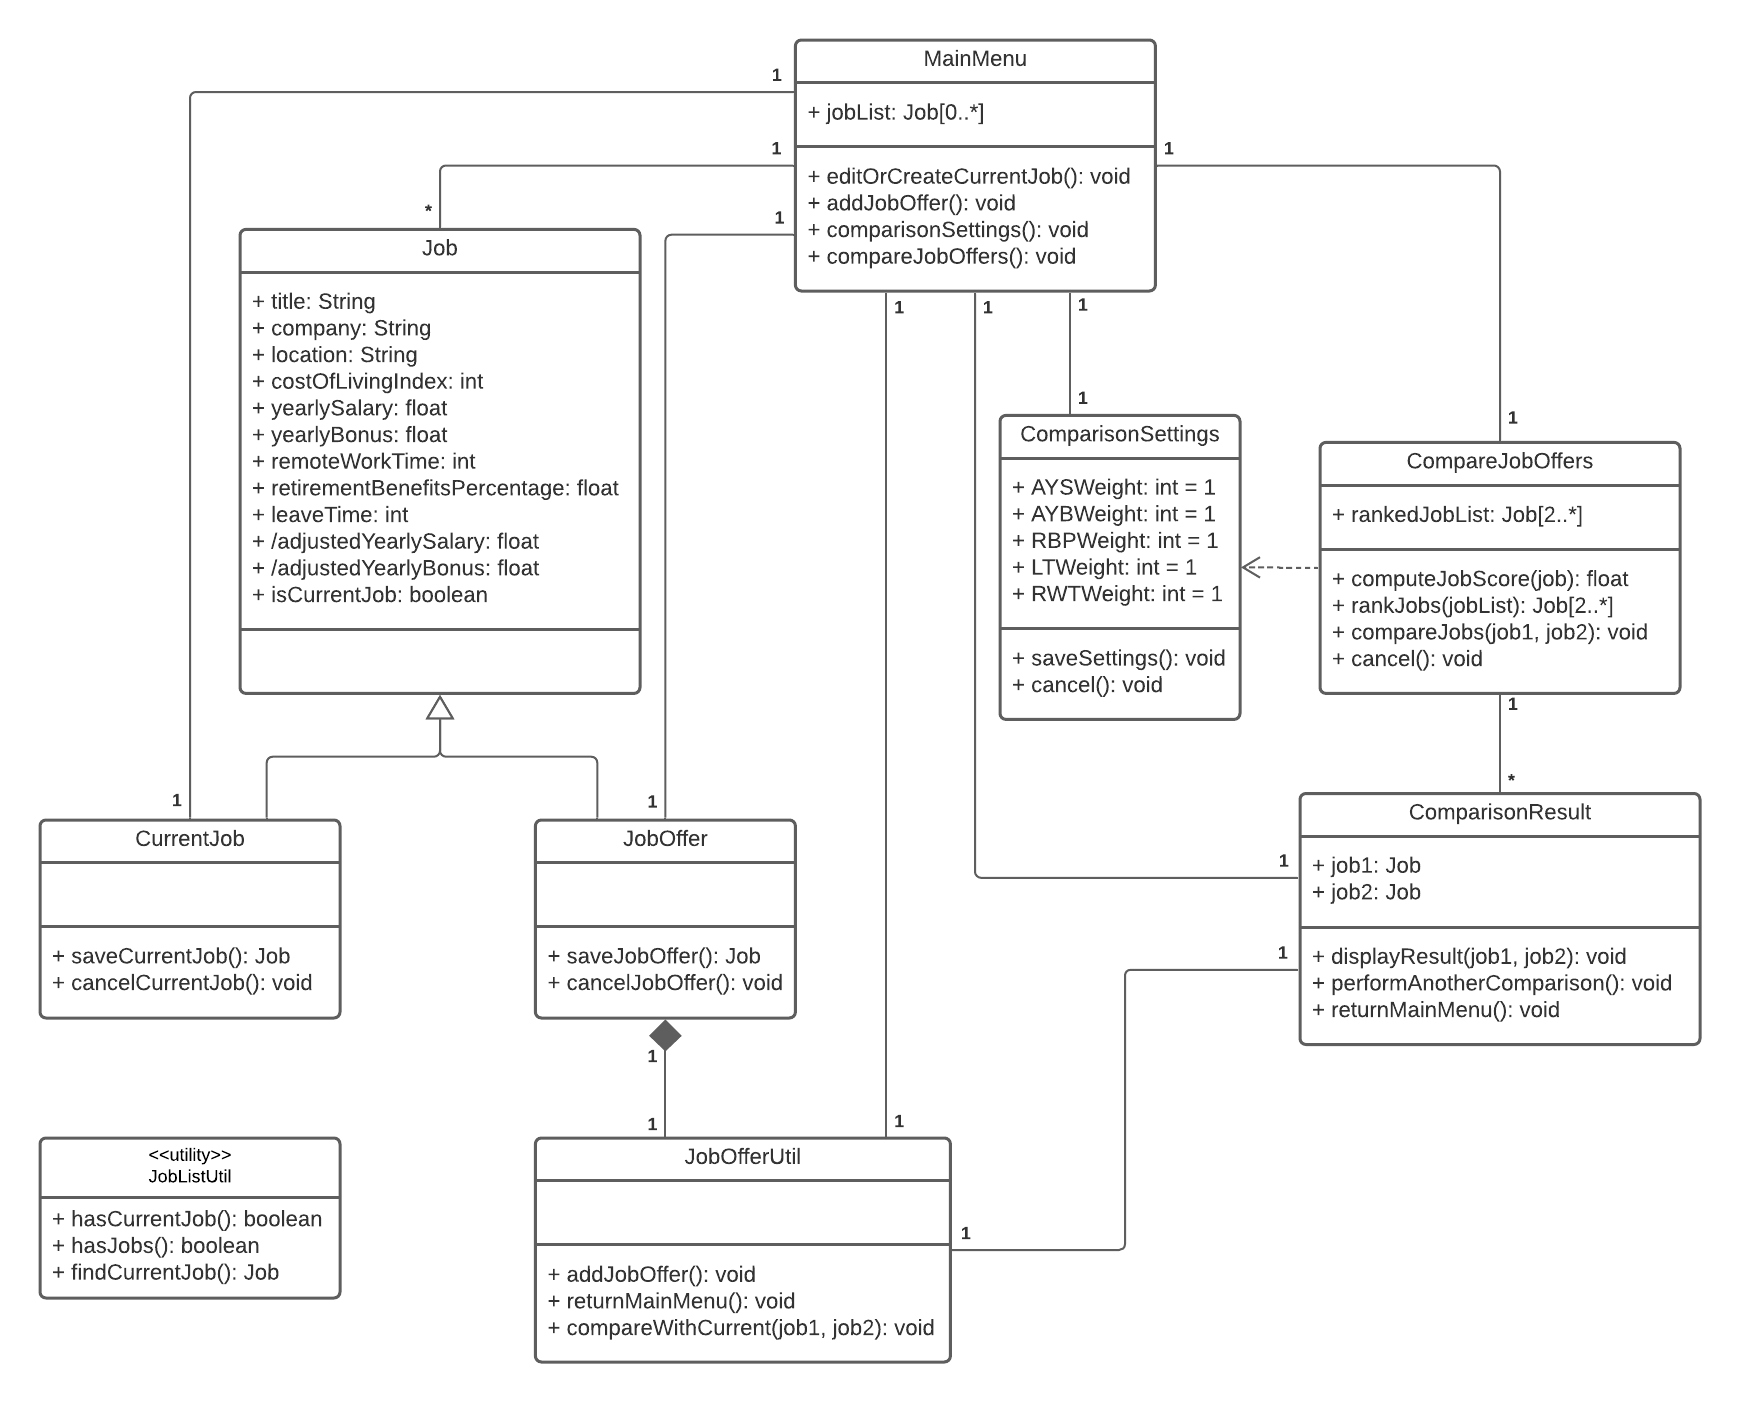 MainMenu
+ jobList: Job[0..*]
+ editOrCreateCurrentJob(): void
+ addJobOffer(): void
+ comparisonSettings(): void
+ compareJobOffers(): void
1
1
1
1
1
1
1
*
Job
+ title: String
+ company: String
+ location: String
+ costOfLivingIndex: int
+ yearlySalary: float
+ yearlyBonus: float
+ remoteWorkTime: int
+ retirementBenefitsPercentage: float
+ leaveTime: int
+ /adjustedYearlySalary: float
+ /adjustedYearlyBonus: float
+ isCurrentJob: boolean
1
ComparisonSettings
+ AYSWeight: int = 1
+ AYBWeight: int = 1
+ RBPWeight: int = 1
+ LTWeight: int = 1
+ RWTWeight: int = 1
+ saveSettings(): void
+ cancel(): void
1
CompareJobOffers
+ rankedJobList: Job[2..*]
+ computeJobScore(job): float
+ rankJobs(jobList): Job[2..*]
+ compareJobs(job1, job2): void
+ cancel(): void
1
*
1
CurrentJob
+ saveCurrentJob(): Job
+ cancelCurrentJob(): void
1
JobOffer
+ saveJobOffer(): Job
+ cancelJobOffer(): void
1
1
ComparisonResult
+ job1: Job
+ job2: Job
+ displayResult(job1, job2): void
+ performAnotherComparison(): void
+ returnMainMenu(): void
1
1
<<utility>>
JobListUtil
+ hasCurrentJob(): boolean
+ hasJobs(): boolean
+ findCurrentJob(): Job
1
1
JobOfferUtil
+ addJobOffer(): void
+ returnMainMenu(): void
+ compareWithCurrent(job1, job2): void
1